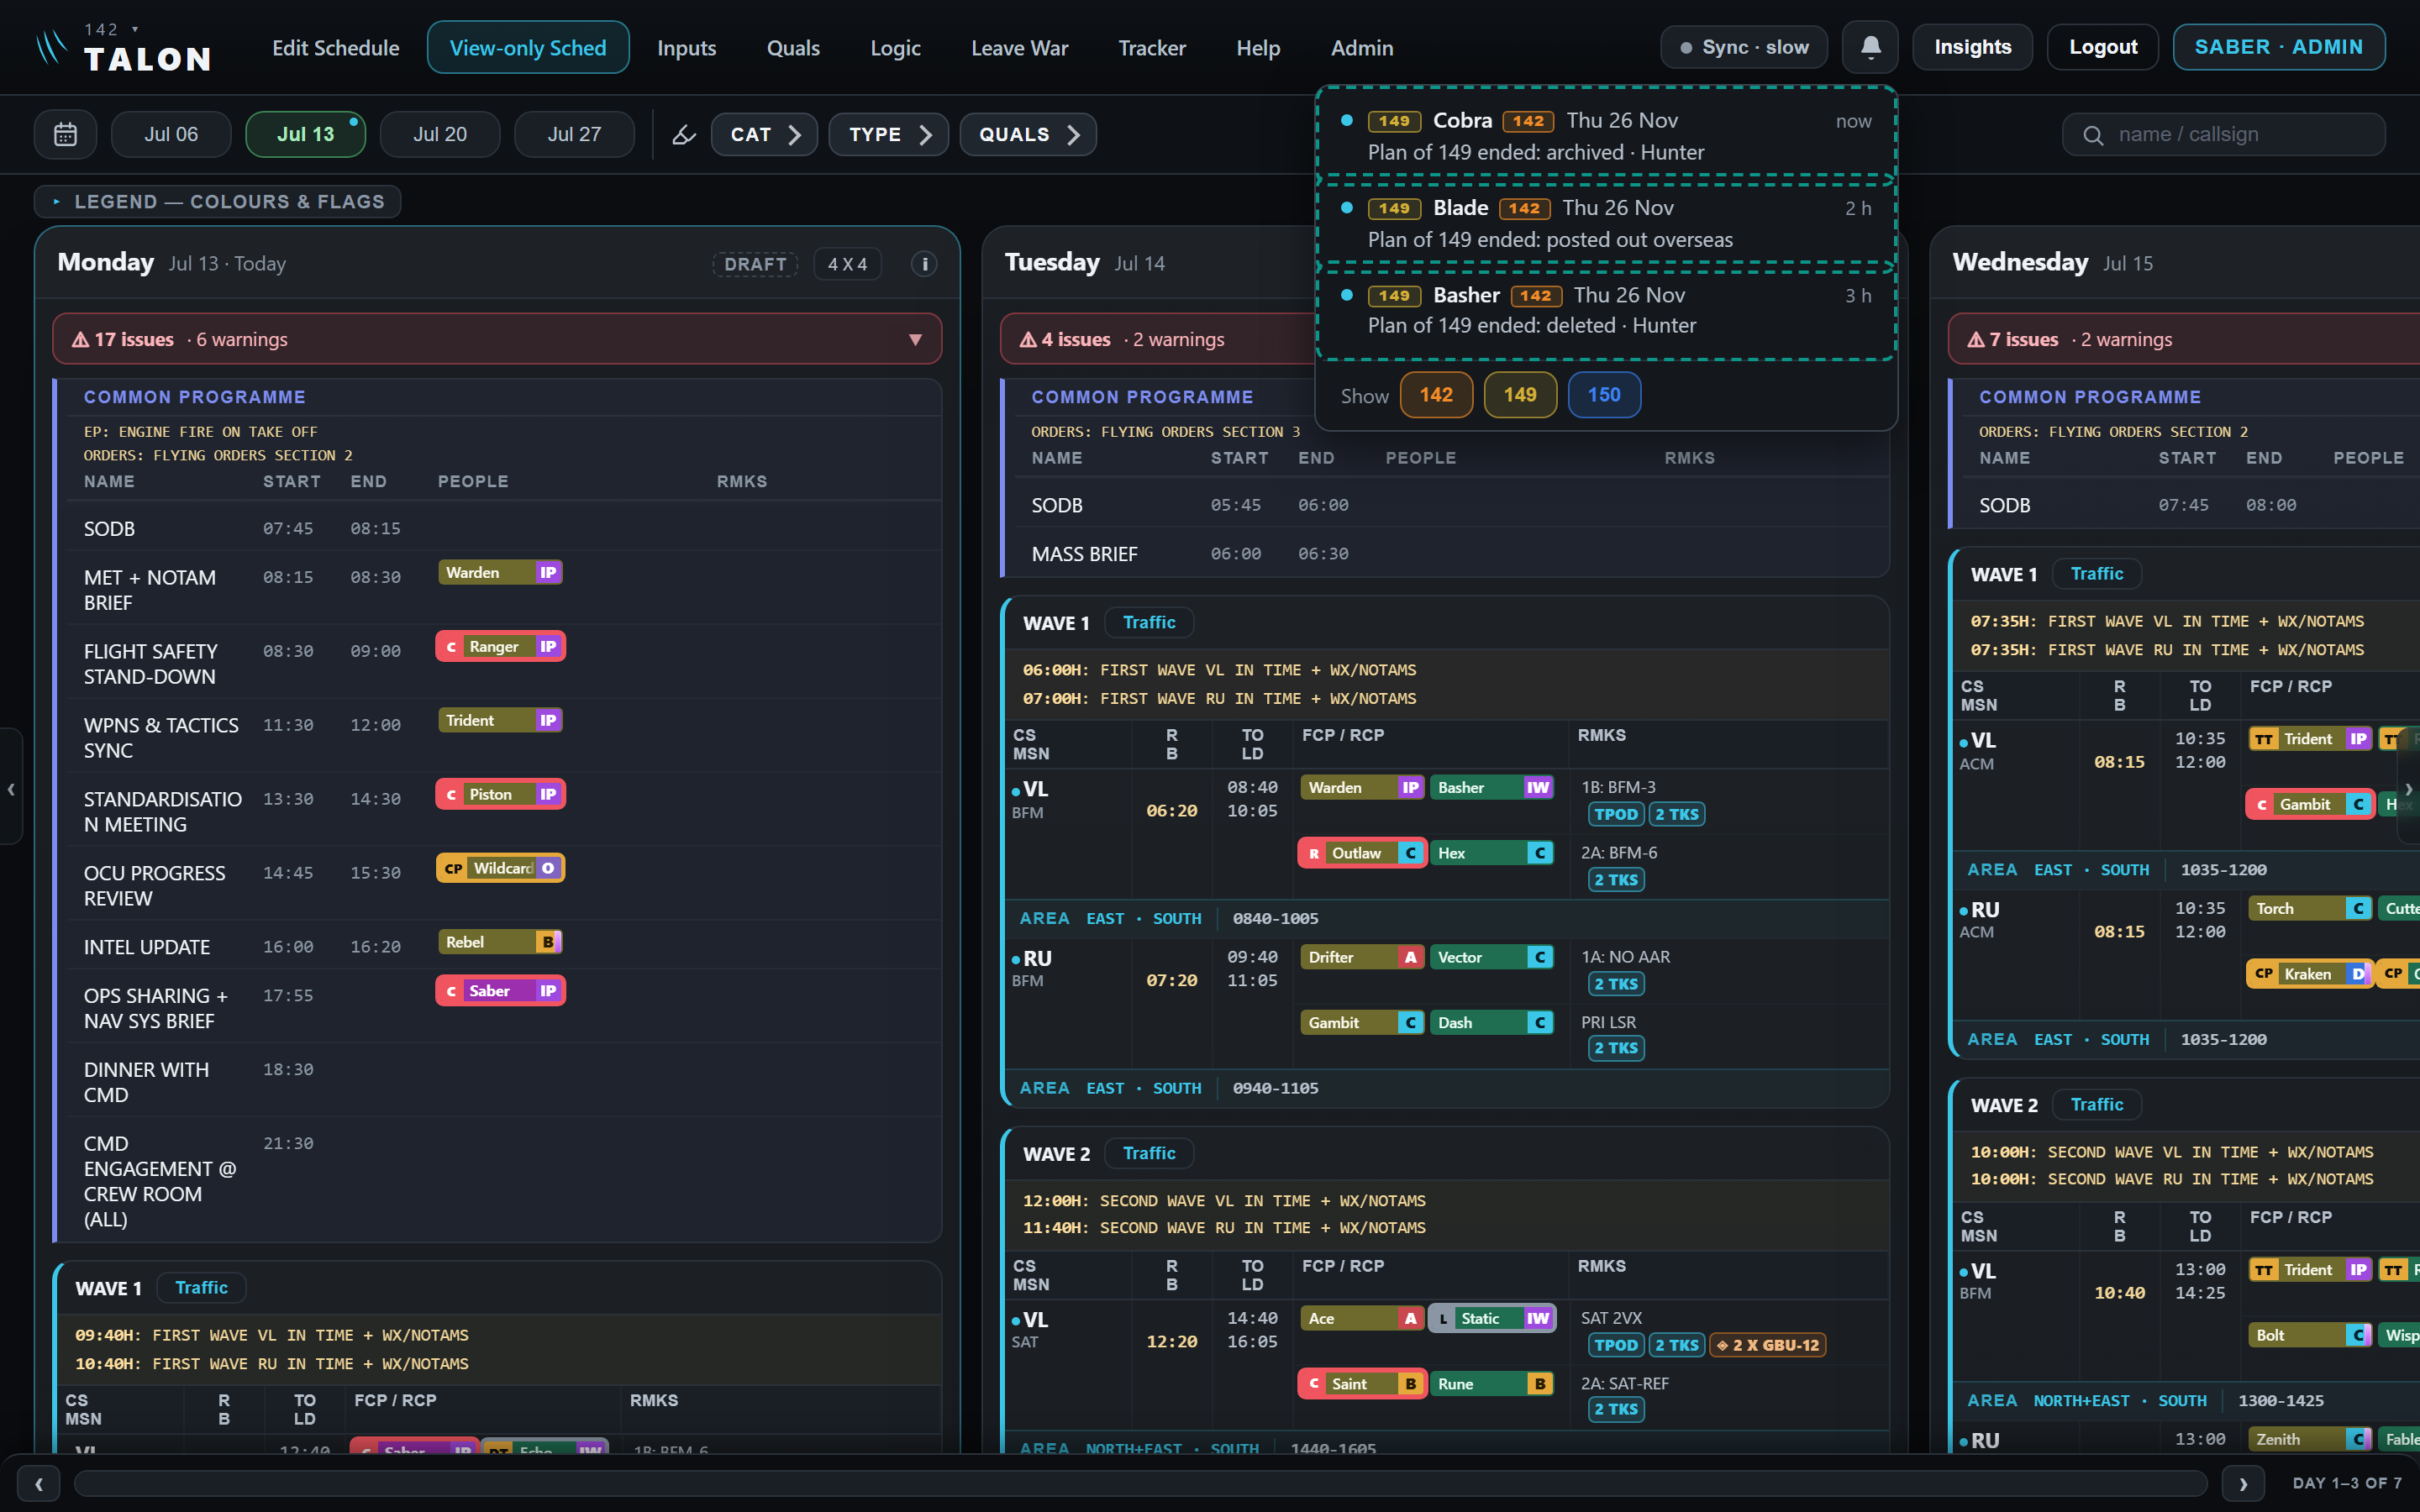 142 ▾
TALON
Edit Schedule
View-only Sched
Inputs
Quals
Logic
Leave War
Tracker
Help
Admin
Sync · slow
Insights
Logout
SABER · ADMIN
Jul 06
Jul 13
Jul 20
Jul 27
CAT
TYPE
QUALS
name / callsign
149 Cobra 142 Thu 26 Nov now
Plan of 149 ended: archived · Hunter
149 Blade 142 Thu 26 Nov 2 h
Plan of 149 ended: posted out overseas
149 Basher 142 Thu 26 Nov 3 h
Plan of 149 ended: deleted · Hunter
Show 142 149 150
LEGEND — COLOURS & FLAGS
Monday Jul 13 · Today DRAFT 4 X 4 i
17 issues · 6 warnings
COMMON PROGRAMME
EP: ENGINE FIRE ON TAKE OFF
ORDERS: FLYING ORDERS SECTION 2
NAME START END PEOPLE RMKS
SODB 07:45 08:15
MET + NOTAM 08:15 08:30 Warden IP
BRIEF
FLIGHT SAFETY 08:30 09:00 C Ranger IP
STAND-DOWN
WPNS & TACTICS 11:30 12:00 Trident IP
SYNC
STANDARDISATIO 13:30 14:30 C Piston IP
N MEETING
OCU PROGRESS 14:45 15:30 CP Wildcard O
REVIEW
INTEL UPDATE 16:00 16:20 Rebel B
OPS SHARING + 17:55 C Saber IP
NAV SYS BRIEF
DINNER WITH 18:30
CMD
CMD 21:30
ENGAGEMENT @
CREW ROOM
(ALL)
WAVE 1 Traffic
09:40H: FIRST WAVE VL IN TIME + WX/NOTAMS
10:40H: FIRST WAVE RU IN TIME + WX/NOTAMS
CS R TO FCP / RCP RMKS
MSN B LD
VL 12:40 C Saber IP Echo IW 1B: BFM-6
Tuesday Jul 14
4 issues · 2 warnings
COMMON PROGRAMME
ORDERS: FLYING ORDERS SECTION 3
NAME START END PEOPLE RMKS
SODB 05:45 06:00
MASS BRIEF 06:00 06:30
WAVE 1 Traffic
06:00H: FIRST WAVE VL IN TIME + WX/NOTAMS
07:00H: FIRST WAVE RU IN TIME + WX/NOTAMS
CS R TO FCP / RCP RMKS
MSN B LD
VL 08:40 Warden IP Basher IW 1B: BFM-3
BFM 06:20 10:05 TPOD 2 TKS
R Outlaw C Hex C 2A: BFM-6
2 TKS
AREA EAST · SOUTH 0840-1005
RU 09:40 Drifter A Vector C 1A: NO AAR
BFM 07:20 11:05 2 TKS
Gambit C Dash C PRI LSR
2 TKS
AREA EAST · SOUTH 0940-1105
WAVE 2 Traffic
12:00H: SECOND WAVE VL IN TIME + WX/NOTAMS
11:40H: SECOND WAVE RU IN TIME + WX/NOTAMS
CS R TO FCP / RCP RMKS
MSN B LD
VL 14:40 Ace A L Static IW SAT 2VX
SAT 12:20 16:05 TPOD 2 TKS ◈ 2 X GBU-12
C Saint B Rune B 2A: SAT-REF
2 TKS
AREA NORTH+EAST · SOUTH 1440-1605
Wednesday Jul 15
7 issues · 2 warnings
COMMON PROGRAMME
ORDERS: FLYING ORDERS SECTION 2
NAME START END PEOPLE
SODB 07:45 08:00
WAVE 1 Traffic
07:35H: FIRST WAVE VL IN TIME + WX/NOTAMS
07:35H: FIRST WAVE RU IN TIME + WX/NOTAMS
CS R TO FCP / RCP
MSN B LD
VL 10:35 TT Trident IP
ACM 08:15 12:00
C Gambit C
AREA EAST · SOUTH 1035-1200
RU 10:35 Torch C
ACM 08:15 12:00
CP Kraken D CP
AREA EAST · SOUTH 1035-1200
WAVE 2 Traffic
10:00H: SECOND WAVE VL IN TIME + WX/NOTAMS
10:00H: SECOND WAVE RU IN TIME + WX/NOTAMS
CS R TO FCP / RCP
MSN B LD
VL 13:00 TT Trident IP TT
BFM 10:40 14:25
Bolt C Wisp
AREA NORTH+EAST · SOUTH 1300-1425
RU 13:00 Zenith C Fable
DAY 1–3 OF 7